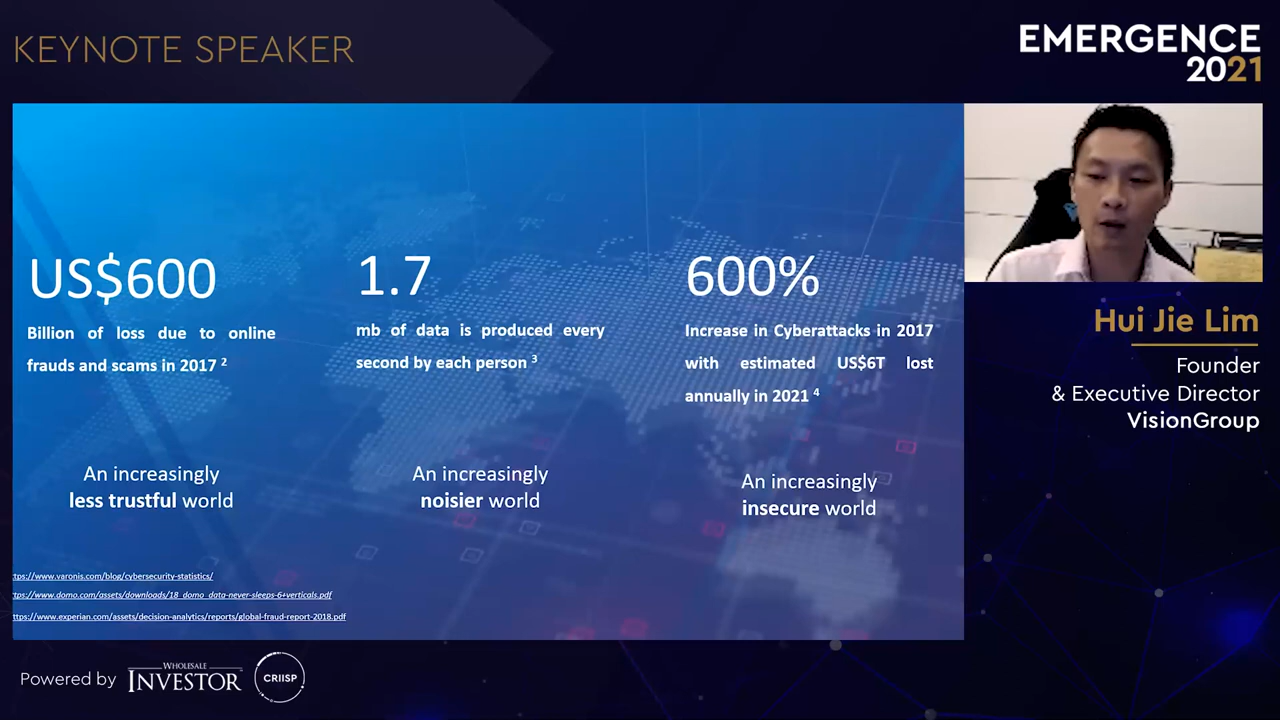 KEYNOTE SPEAKER
EMERGENCE
2021
US$600
Billion of loss due to online
frauds and scams in 2017 2
1.7
mb of data is produced every
second by each person 3
600%
Increase in Cyberattacks in 2017
with estimated US$6T lost
annually in 2021 4
An increasingly
less trustful world
An increasingly
noisier world
An increasingly
insecure world
tps://www.varonis.com/blog/cybersecurity-statistics/
tps://www.domo.com/assets/downloads/18_domo_data-never-sleeps-6+verticals.pdf
ttps://www.experian.com/assets/decision-analytics/reports/global-fraud-report-2018.pdf
Hui Jie Lim
Founder
& Executive Director
VisionGroup
Powered by
WHOLESALE
INVESTOR
CRIISP